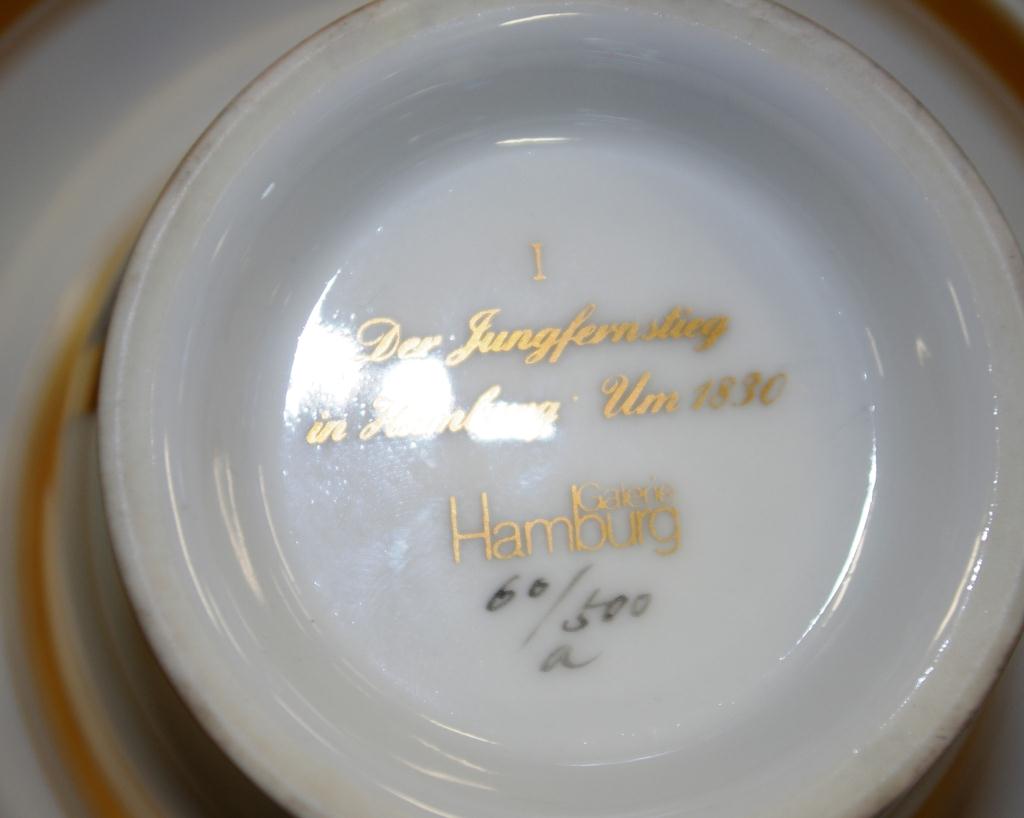 I
Der Jungfernstieg
in Hamburg Um 1830
Galerie
Hamburg
60/500
a